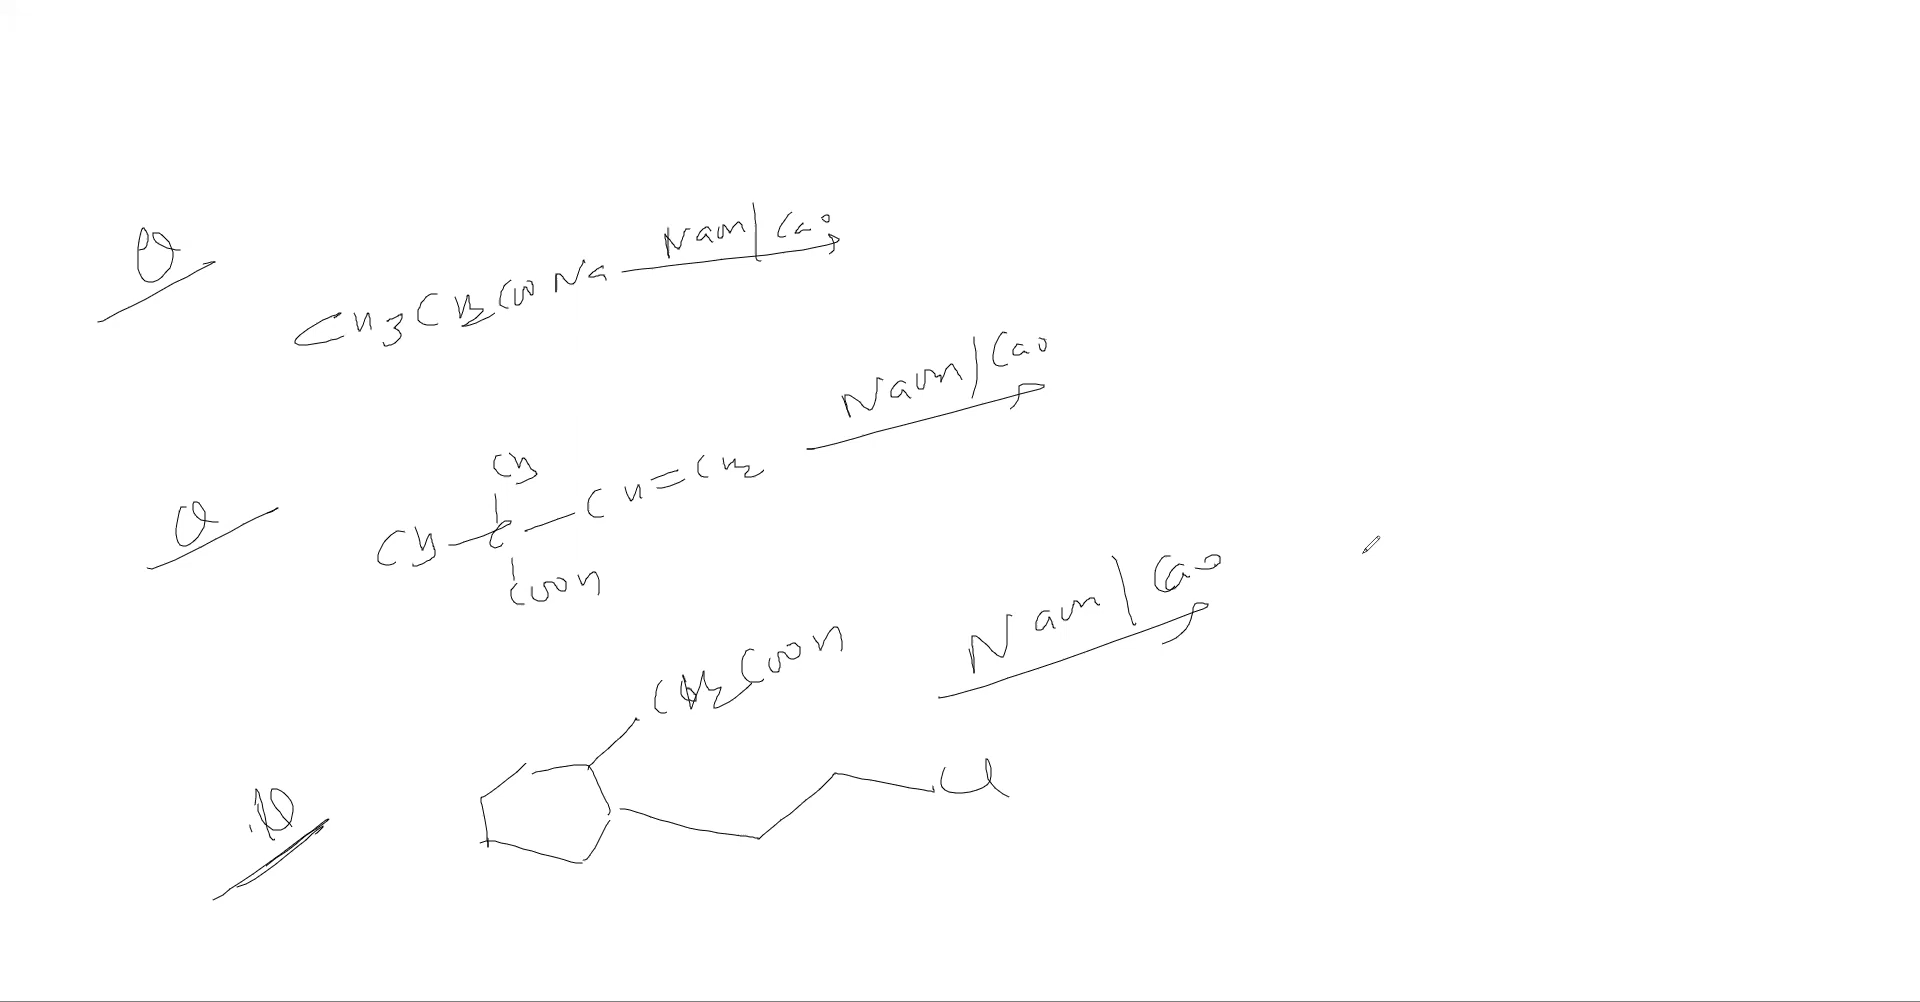 Q
NaOH/CaO
CH3CH2COONa
Q
NaOH/CaO
CH3
CH3-C-CH=CH2
COOH
Q
NaOH/CaO
CH2COOH
Cl